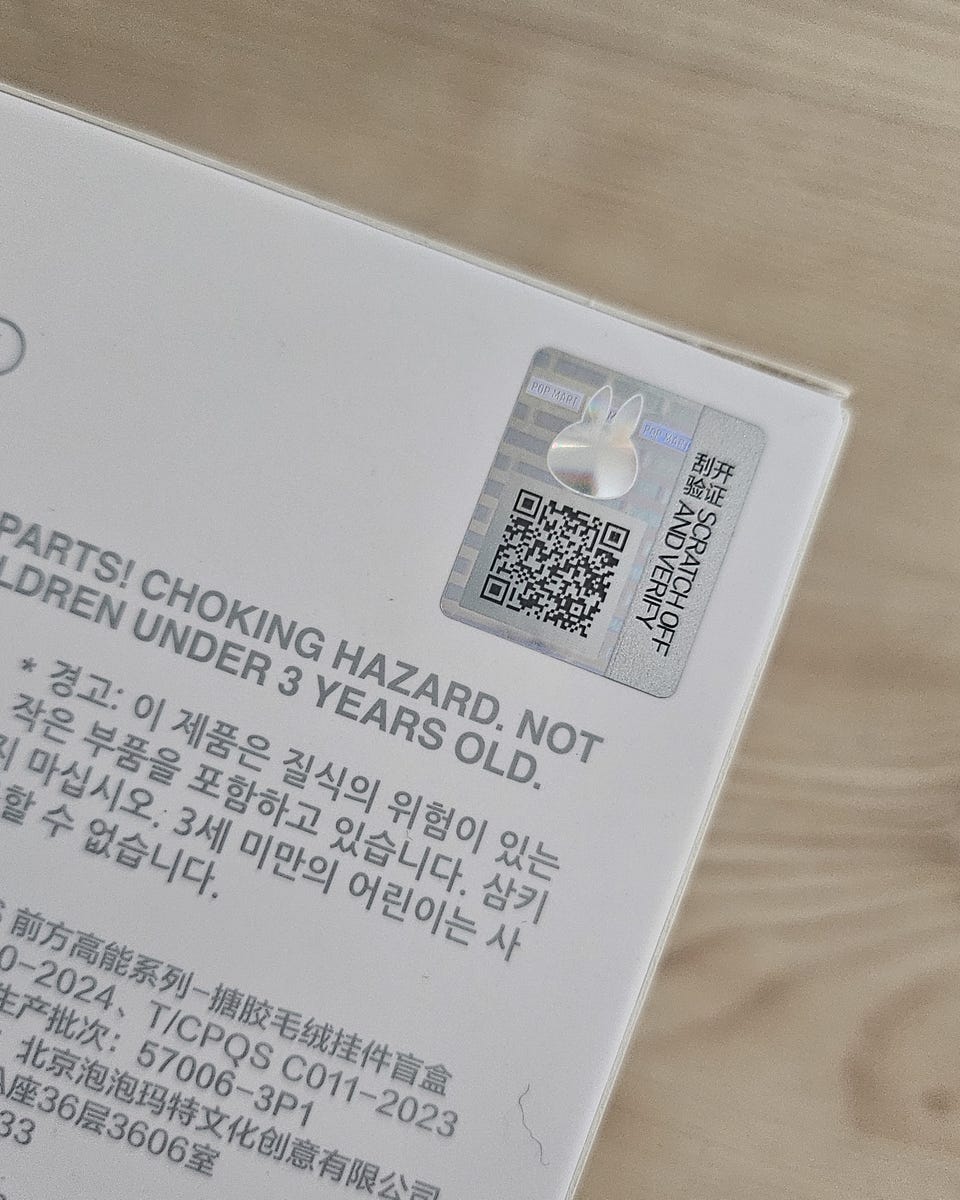 POP MART
POP MART
刮开
验证 SCRATCH OFF
AND VERIFY
PARTS! CHOKING HAZARD. NOT
LDREN UNDER 3 YEARS OLD.
* 경고: 이 제품은 질식의 위험이 있는
작은 부품을 포함하고 있습니다. 삼키
지 마십시오. 3세 미만의 어린이는 사
할 수 없습니다.
前方高能系列-搪胶毛绒挂件盲盒
0-2024、T/CPQS C011-2023
生产批次：57006-3P1
北京泡泡玛特文化创意有限公司
A座36层3606室
33